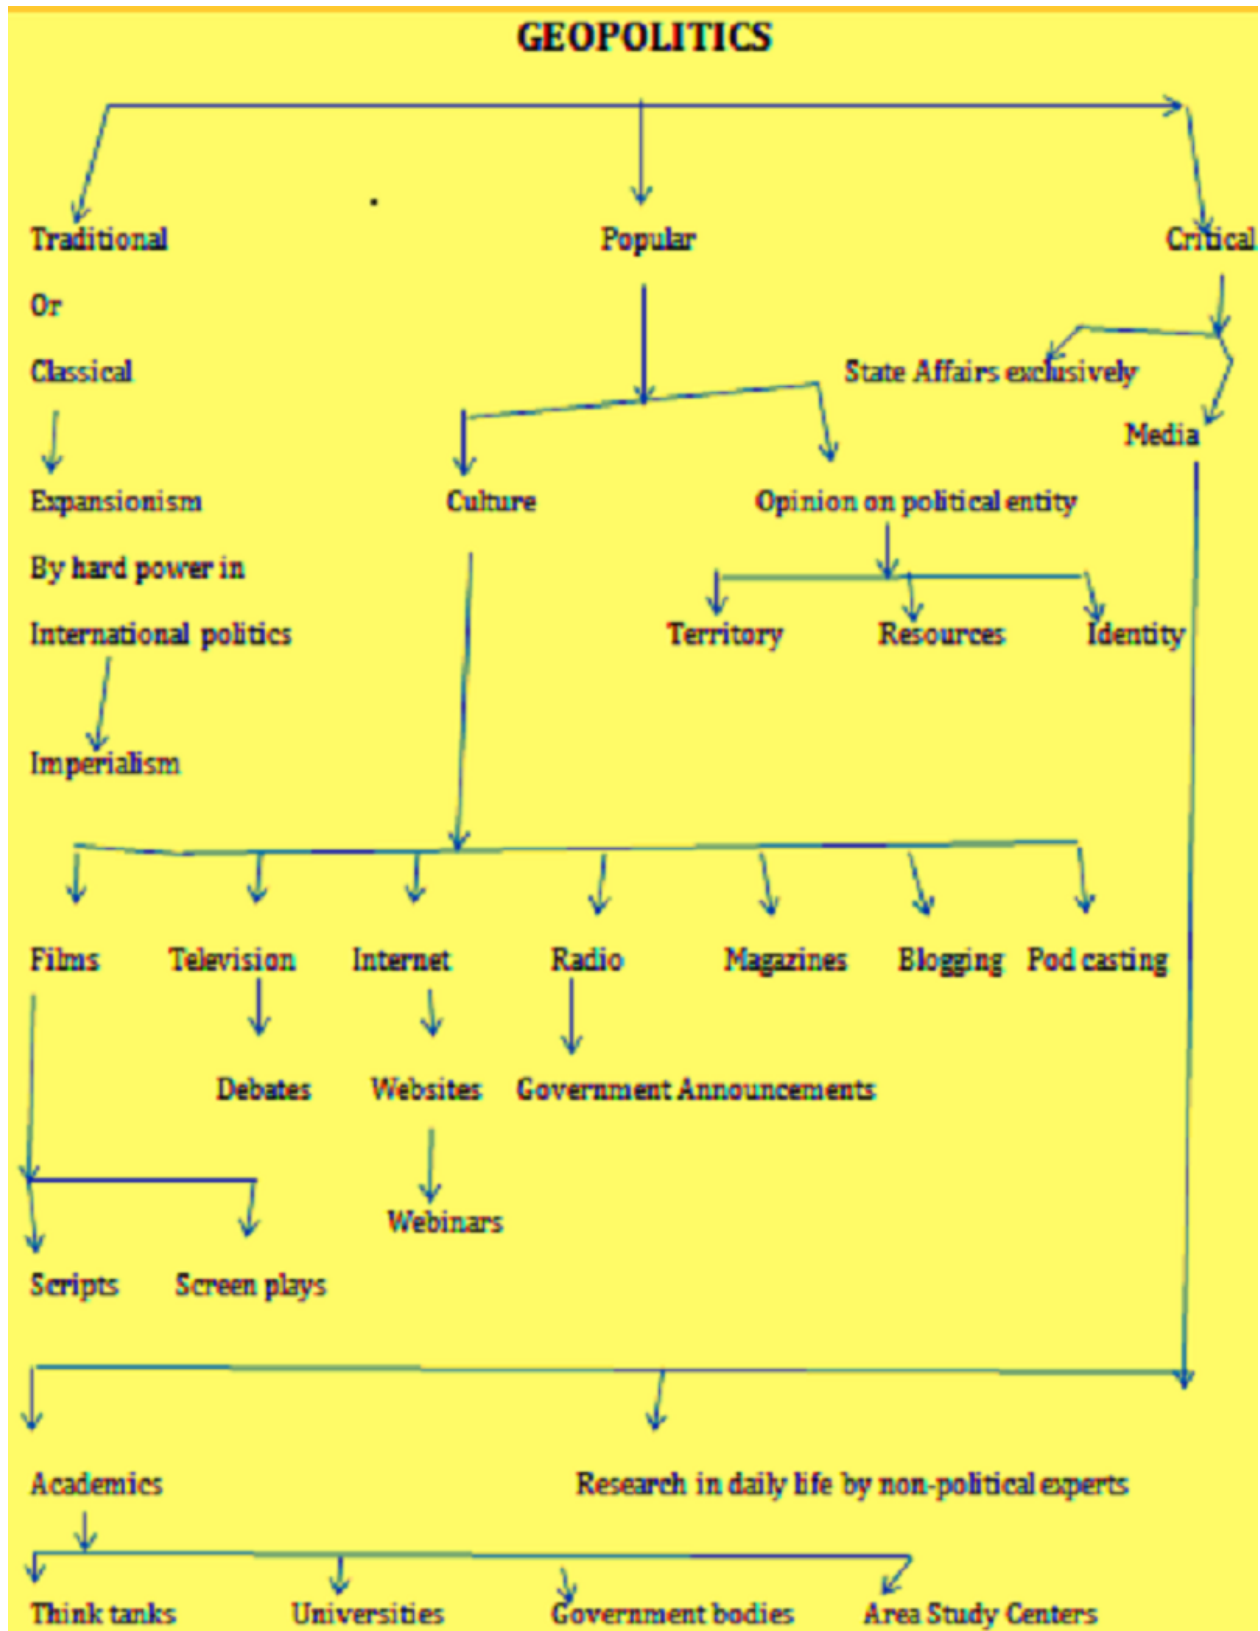 GEOPOLITICS
Traditional Popular Critical
Or
Classical State Affairs exclusively
Media
Expansionism Culture Opinion on political entity
By hard power in
International politics Territory Resources Identity
Imperialism
Films Television Internet Radio Magazines Blogging Pod casting
Debates Websites Government Announcements
Webinars
Scripts Screen plays
Academics Research in daily life by non-political experts
Think tanks Universities Government bodies Area Study Centers